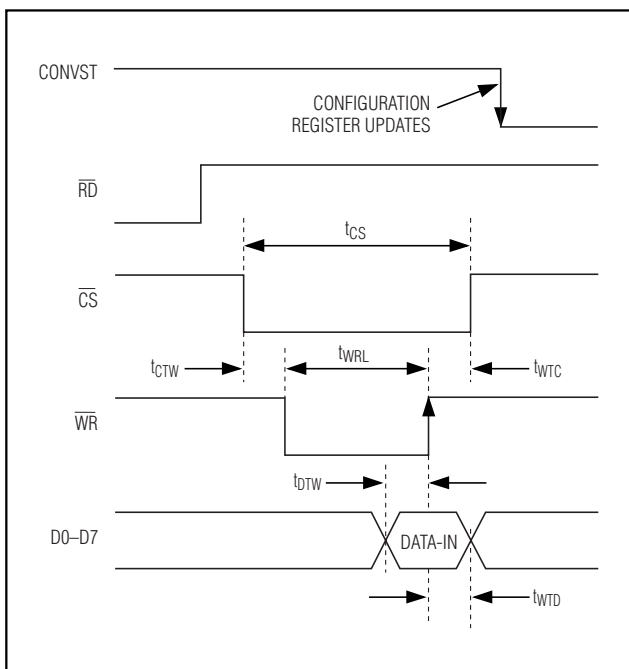 CONVST
CONFIGURATION
REGISTER UPDATES
RD
tCS
CS
tCTW
tWRL
tWTC
WR
tDTW
D0–D7
DATA-IN
tWTD